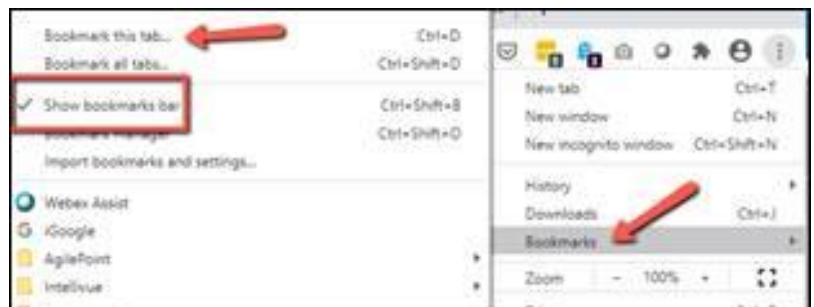 Bookmark this tab... Ctrl+D
Bookmark all tabs... Ctrl+Shift+D
Show bookmarks bar Ctrl+Shift+B
Bookmark manager Ctrl+Shift+O
Import bookmarks and settings...
Webex Assist
iGoogle
AgilePoint
Intellivue
New tab Ctrl+T
New window Ctrl+N
New incognito window Ctrl+Shift+N
History
Downloads Ctrl+J
Bookmarks
Zoom - 100% +